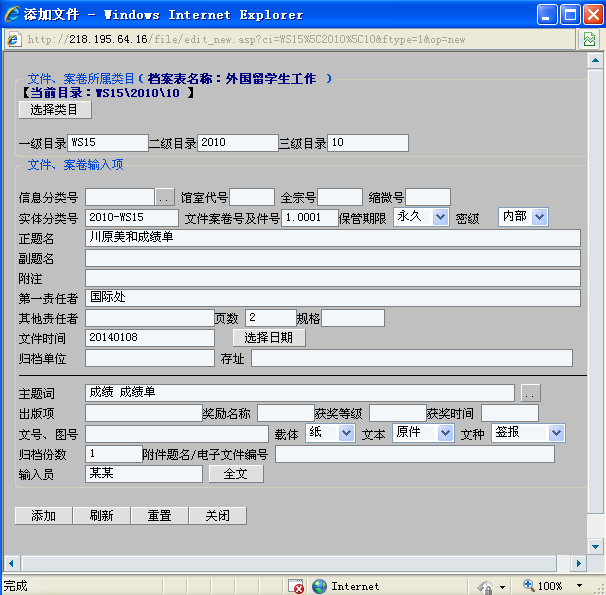 添加文件 - Windows Internet Explorer
http://218.195.64.16/file/edit_new.asp?ci=WS15%5C2010%5C10&ftype=1&op=new
文件、案卷所属类目(档案表名称:外国留学生工作 )
【当前目录:WS15\2010\10 】
选择类目
一级目录 WS15 二级目录 2010 三级目录 10
文件、案卷输入项
信息分类号 .. 馆室代号 全宗号 缩微号
实体分类号 2010-WS15 文件案卷号及件号 1.0001 保管期限 永久 密级 内部
正题名 川原美和成绩单
副题名
附注
第一责任者 国际处
其他责任者 页数 2 规格
文件时间 20140108 选择日期
归档单位 存址
主题词 成绩 成绩单 ..
出版项 奖励名称 获奖等级 获奖时间
文号、图号 载体 纸 文本 原件 文种 签报
归档份数 1 附件题名/电子文件编号
输入员 某某 全文
添加 刷新 重置 关闭
完成 Internet 100%